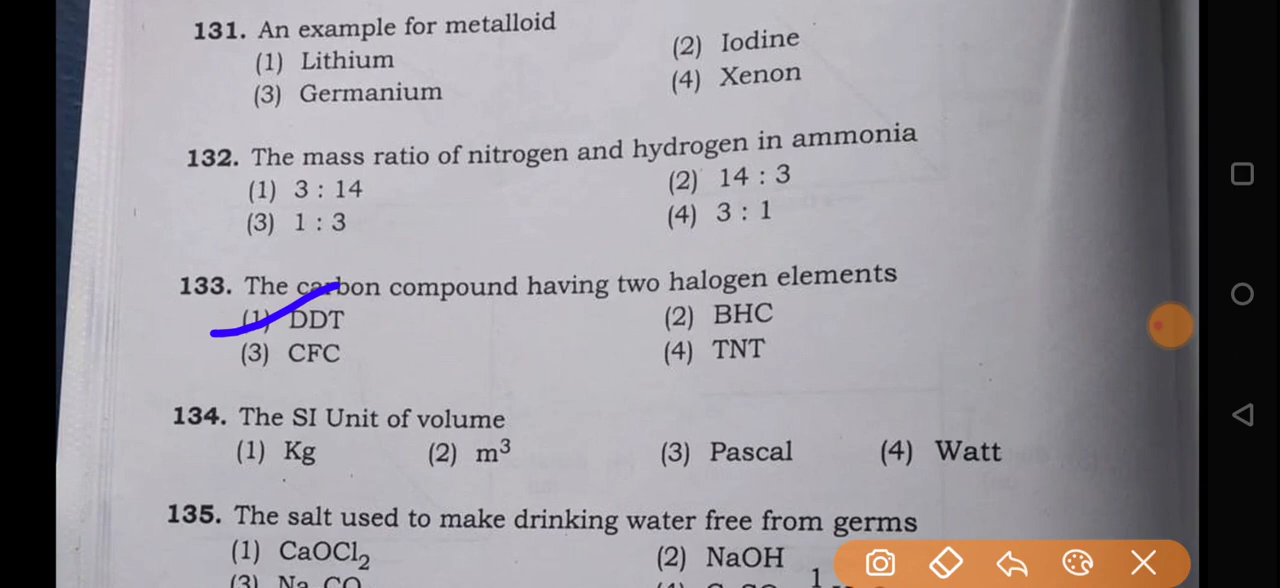 131. An example for metalloid
(1) Lithium (2) Iodine
(3) Germanium (4) Xenon
132. The mass ratio of nitrogen and hydrogen in ammonia
(1) 3 : 14 (2) 14 : 3
(3) 1 : 3 (4) 3 : 1
133. The carbon compound having two halogen elements
(1) DDT (2) BHC
(3) CFC (4) TNT
134. The SI Unit of volume
(1) Kg (2) m³ (3) Pascal (4) Watt
135. The salt used to make drinking water free from germs
(1) CaOCl₂ (2) NaOH
(3)